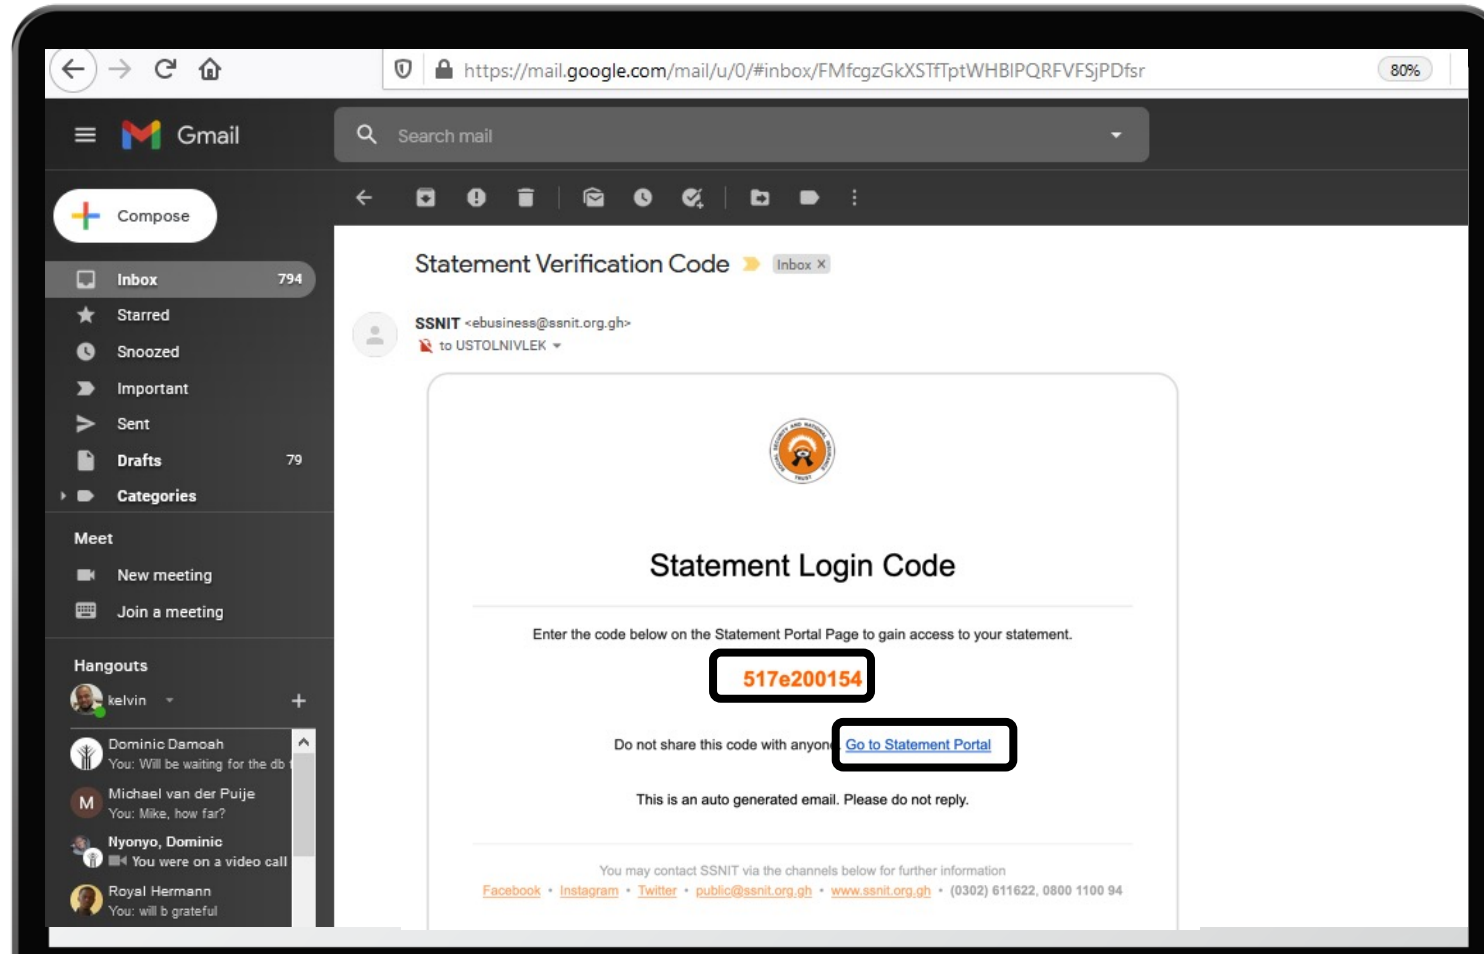 https://mail.google.com/mail/u/0/#inbox/FMfcgzGkXSTfTptWHBlPQRFVFSjPDfsr
80%
Gmail
Search mail
Compose
Inbox 794
Starred
Snoozed
Important
Sent
Drafts 79
Categories
Meet
New meeting
Join a meeting
Hangouts
kelvin
Dominic Damoah
You: Will be waiting for the db
M
Michael van der Puije
You: Mike, how far?
Nyonyo, Dominic
You were on a video call
Royal Hermann
You: will b grateful
Statement Verification Code
Inbox ×
SSNIT <ebusiness@ssnit.org.gh>
to USTOLNIVLEK
SOCIAL SECURITY AND NATIONAL INSURANCE TRUST
Statement Login Code
Enter the code below on the Statement Portal Page to gain access to your statement.
517e200154
Do not share this code with anyone Go to Statement Portal
This is an auto generated email. Please do not reply.
You may contact SSNIT via the channels below for further information
Facebook • Instagram • Twitter • public@ssnit.org.gh • www.ssnit.org.gh • (0302) 611622, 0800 1100 94